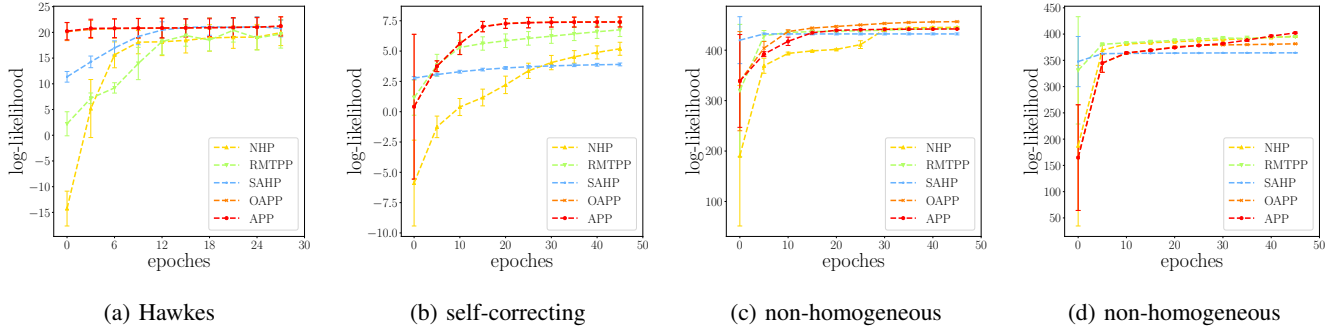 log-likelihood
25
20
15
10
5
0
−5
−10
−15
0
6
12
18
24
30
epoches
NHP
RMTPP
SAHP
OAPP
APP
(a) Hawkes
log-likelihood
7.5
5.0
2.5
0.0
−2.5
−5.0
−7.5
−10.0
0
10
20
30
40
50
epoches
NHP
RMTPP
SAHP
OAPP
APP
(b) self-correcting
log-likelihood
400
300
200
100
0
10
20
30
40
50
epoches
NHP
RMTPP
SAHP
OAPP
APP
(c) non-homogeneous
log-likelihood
400
350
300
250
200
150
100
50
0
10
20
30
40
50
epoches
NHP
RMTPP
SAHP
OAPP
APP
(d) non-homogeneous